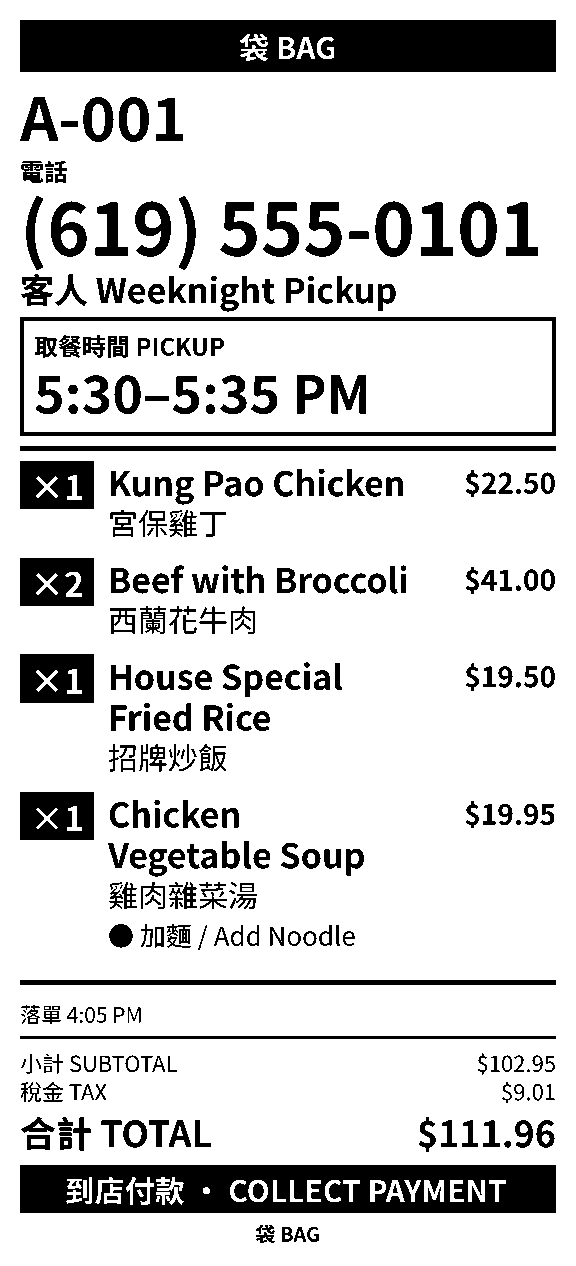 袋 BAG
A-001
電話
(619) 555-0101
客人 Weeknight Pickup
取餐時間 PICKUP
5:30–5:35 PM
×1 Kung Pao Chicken $22.50
宮保雞丁
×2 Beef with Broccoli $41.00
西蘭花牛肉
×1 House Special $19.50
Fried Rice
招牌炒飯
×1 Chicken $19.95
Vegetable Soup
雞肉雜菜湯
● 加麵 / Add Noodle
落單 4:05 PM
小計 SUBTOTAL $102.95
稅金 TAX $9.01
合計 TOTAL $111.96
到店付款 · COLLECT PAYMENT
袋 BAG